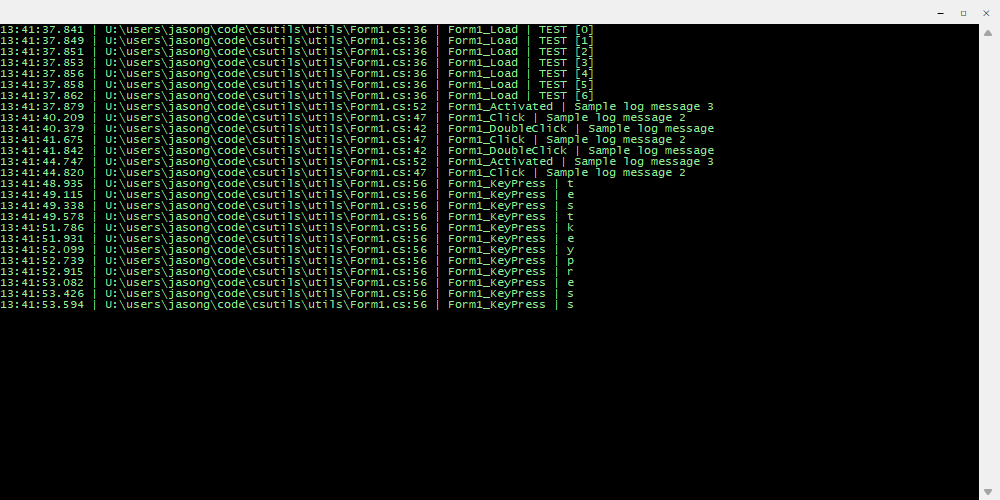 13:41:37.841 | U:\users\jasong\code\csutils\utils\Form1.cs:36 | Form1_Load | TEST [0]
13:41:37.849 | U:\users\jasong\code\csutils\utils\Form1.cs:36 | Form1_Load | TEST [1]
13:41:37.851 | U:\users\jasong\code\csutils\utils\Form1.cs:36 | Form1_Load | TEST [2]
13:41:37.853 | U:\users\jasong\code\csutils\utils\Form1.cs:36 | Form1_Load | TEST [3]
13:41:37.856 | U:\users\jasong\code\csutils\utils\Form1.cs:36 | Form1_Load | TEST [4]
13:41:37.858 | U:\users\jasong\code\csutils\utils\Form1.cs:36 | Form1_Load | TEST [5]
13:41:37.862 | U:\users\jasong\code\csutils\utils\Form1.cs:36 | Form1_Load | TEST [6]
13:41:37.879 | U:\users\jasong\code\csutils\utils\Form1.cs:52 | Form1_Activated | Sample log message 3
13:41:40.209 | U:\users\jasong\code\csutils\utils\Form1.cs:47 | Form1_Click | Sample log message 2
13:41:40.379 | U:\users\jasong\code\csutils\utils\Form1.cs:42 | Form1_DoubleClick | Sample log message
13:41:41.675 | U:\users\jasong\code\csutils\utils\Form1.cs:47 | Form1_Click | Sample log message 2
13:41:41.842 | U:\users\jasong\code\csutils\utils\Form1.cs:42 | Form1_DoubleClick | Sample log message
13:41:44.747 | U:\users\jasong\code\csutils\utils\Form1.cs:52 | Form1_Activated | Sample log message 3
13:41:44.820 | U:\users\jasong\code\csutils\utils\Form1.cs:47 | Form1_Click | Sample log message 2
13:41:48.935 | U:\users\jasong\code\csutils\utils\Form1.cs:56 | Form1_KeyPress | t
13:41:49.115 | U:\users\jasong\code\csutils\utils\Form1.cs:56 | Form1_KeyPress | e
13:41:49.338 | U:\users\jasong\code\csutils\utils\Form1.cs:56 | Form1_KeyPress | s
13:41:49.578 | U:\users\jasong\code\csutils\utils\Form1.cs:56 | Form1_KeyPress | t
13:41:51.786 | U:\users\jasong\code\csutils\utils\Form1.cs:56 | Form1_KeyPress | k
13:41:51.931 | U:\users\jasong\code\csutils\utils\Form1.cs:56 | Form1_KeyPress | e
13:41:52.099 | U:\users\jasong\code\csutils\utils\Form1.cs:56 | Form1_KeyPress | y
13:41:52.739 | U:\users\jasong\code\csutils\utils\Form1.cs:56 | Form1_KeyPress | p
13:41:52.915 | U:\users\jasong\code\csutils\utils\Form1.cs:56 | Form1_KeyPress | r
13:41:53.082 | U:\users\jasong\code\csutils\utils\Form1.cs:56 | Form1_KeyPress | e
13:41:53.426 | U:\users\jasong\code\csutils\utils\Form1.cs:56 | Form1_KeyPress | s
13:41:53.594 | U:\users\jasong\code\csutils\utils\Form1.cs:56 | Form1_KeyPress | s